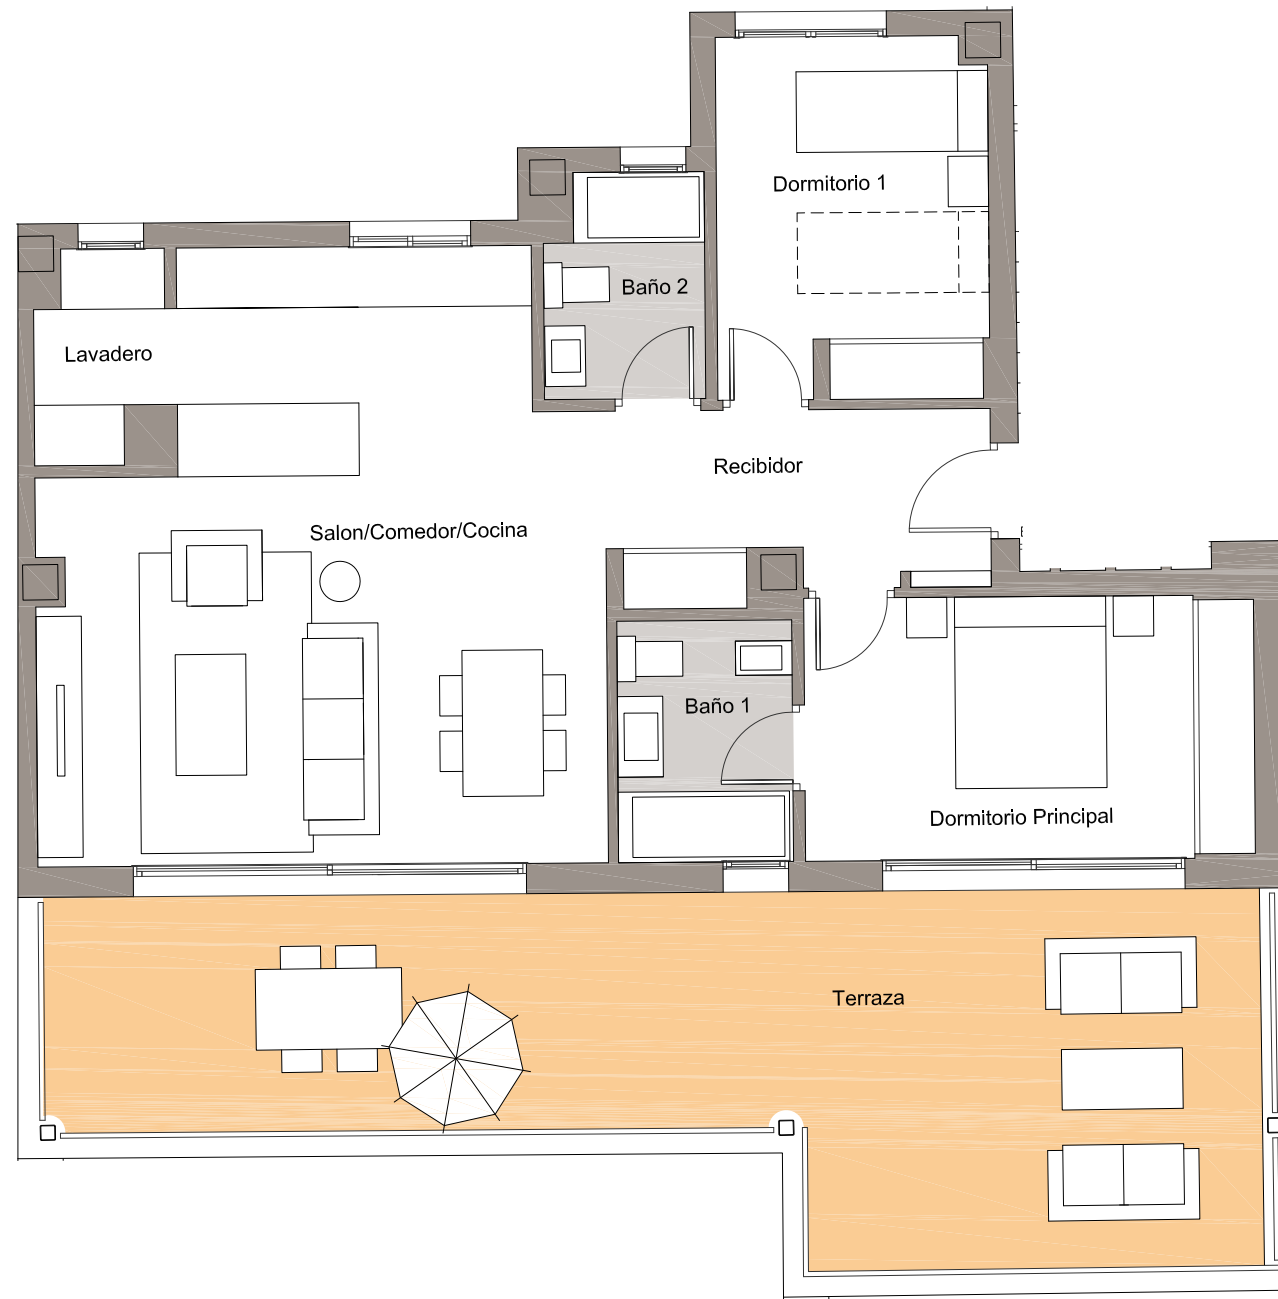 Dormitorio 1
Baño 2
Lavadero
Recibidor
Salon/Comedor/Cocina
Baño 1
Dormitorio Principal
Terraza